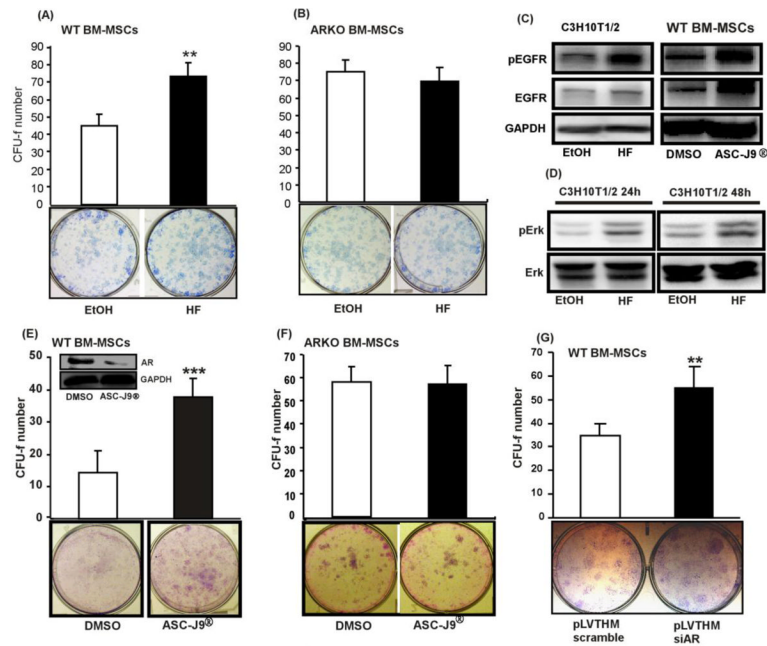 (A)
WT BM-MSCs
CFU-f number
90
80
70
60
50
40
30
20
10
0
**
EtOH
HF
(B)
ARKO BM-MSCs
90
80
70
60
50
40
30
20
10
0
EtOH
HF
(C)
C3H10T1/2
WT BM-MSCs
pEGFR
EGFR
GAPDH
EtOH
HF
DMSO
ASC-J9®
(D)
C3H10T1/2 24h
C3H10T1/2 48h
pErk
Erk
EtOH
HF
EtOH
HF
(E)
WT BM-MSCs
CFU-f number
50
40
30
20
10
0
AR
GAPDH
DMSO
ASC-J9®
***
DMSO
ASC-J9®
(F)
ARKO BM-MSCs
CFU-f number
70
60
50
40
30
20
10
0
DMSO
ASC-J9®
(G)
WT BM-MSCs
CFU-f number
70
60
50
40
30
20
10
0
**
pLVTHM
scramble
pLVTHM
siAR